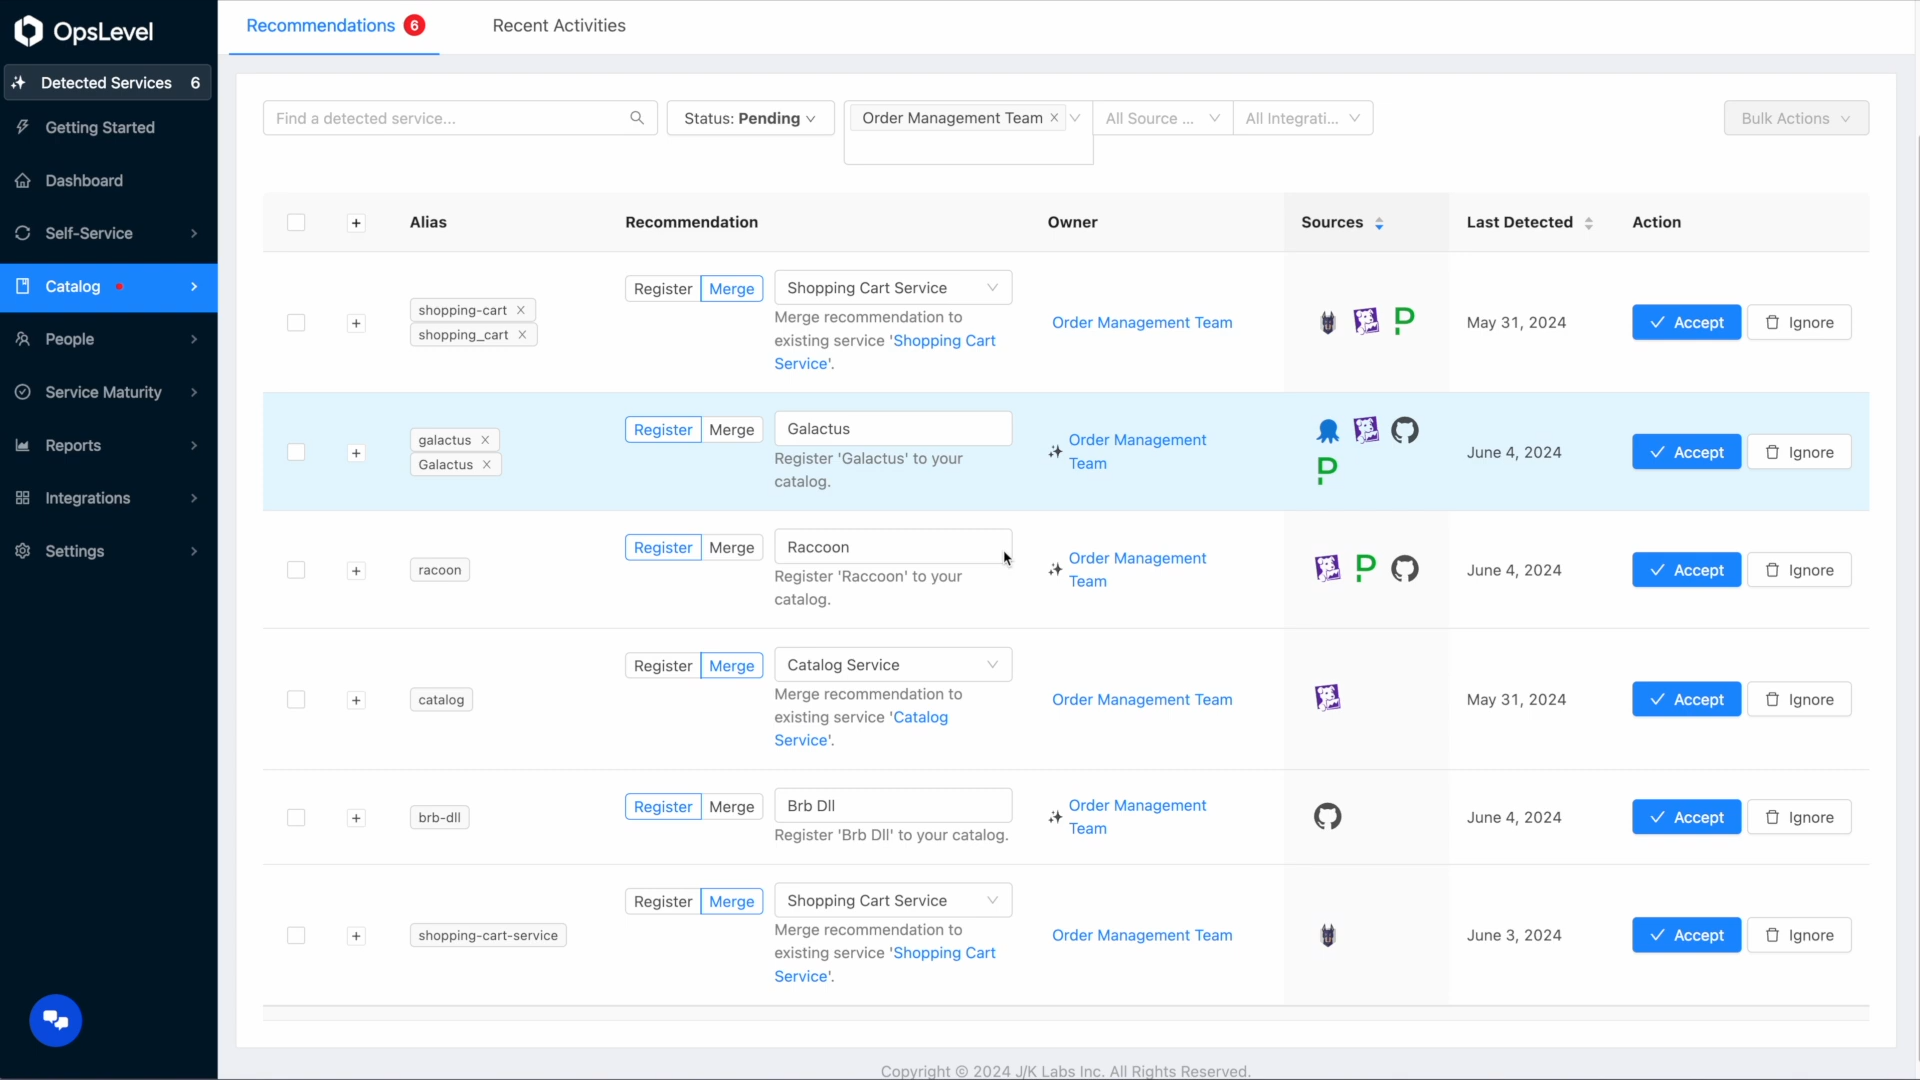 OpsLevel
Detected Services 6
Getting Started
Dashboard
Self-Service
Catalog
People
Service Maturity
Reports
Integrations
Settings
Recommendations 6
Recent Activities
Find a detected service...
Status: Pending
Order Management Team
All Source ...
All Integrati...
Bulk Actions
Alias Recommendation Owner Sources Last Detected Action
shopping-cart
shopping_cart
Register Merge
Shopping Cart Service
Merge recommendation to
existing service 'Shopping Cart
Service'.
Order Management Team
May 31, 2024
Accept Ignore
galactus
Galactus
Register Merge
Galactus
Register 'Galactus' to your
catalog.
Order Management
Team
June 4, 2024
Accept Ignore
racoon
Register Merge
Raccoon
Register 'Raccoon' to your
catalog.
Order Management
Team
June 4, 2024
Accept Ignore
catalog
Register Merge
Catalog Service
Merge recommendation to
existing service 'Catalog
Service'.
Order Management Team
May 31, 2024
Accept Ignore
brb-dll
Register Merge
Brb Dll
Register 'Brb Dll' to your catalog.
Order Management
Team
June 4, 2024
Accept Ignore
shopping-cart-service
Register Merge
Shopping Cart Service
Merge recommendation to
existing service 'Shopping Cart
Service'.
Order Management Team
June 3, 2024
Accept Ignore
Copyright © 2024 J/K Labs Inc. All Rights Reserved.